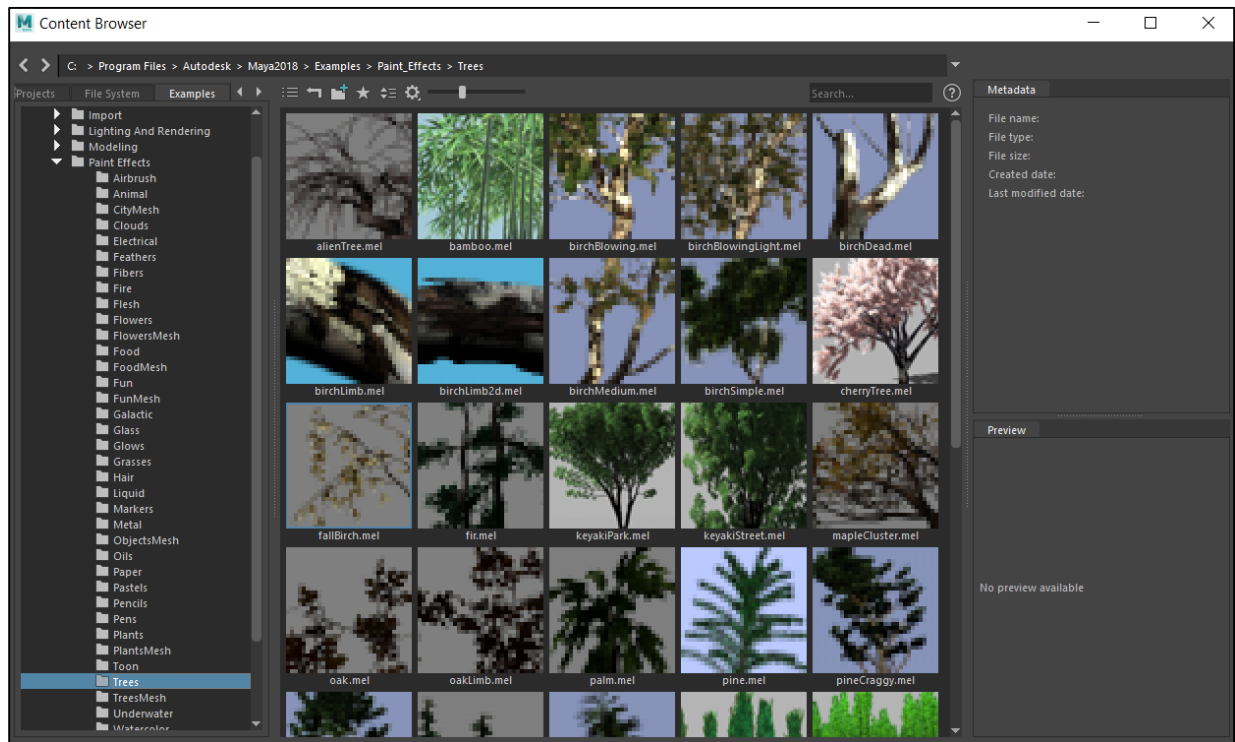 Content Browser
C: > Program Files > Autodesk > Maya2018 > Examples > Paint_Effects > Trees
Projects File System Examples
Search...
?
Import
Lighting And Rendering
Modeling
Paint Effects
Airbrush
Animal
CityMesh
Clouds
Electrical
Feathers
Fibers
Fire
Flesh
Flowers
FlowersMesh
Food
FoodMesh
Fun
FunMesh
Galactic
Glass
Glows
Grasses
Hair
Liquid
Markers
Metal
ObjectsMesh
Oils
Paper
Pastels
Pencils
Pens
Plants
PlantsMesh
Toon
Trees
TreesMesh
Underwater
Watercolor
alienTree.mel bamboo.mel birchBlowing.mel birchBlowingLight.mel birchDead.mel
birchLimb.mel birchLimb2d.mel birchMedium.mel birchSimple.mel cherryTree.mel
fallBirch.mel fir.mel keyakiPark.mel keyakiStreet.mel mapleCluster.mel
oak.mel oakLimb.mel palm.mel pine.mel pineCraggy.mel
Metadata
File name:
File type:
File size:
Created date:
Last modified date:
Preview
No preview available